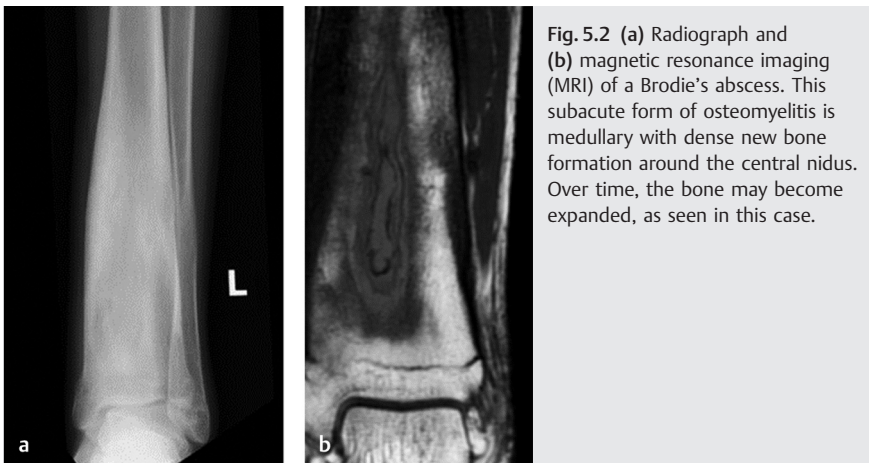 Fig. 5.2 (a) Radiograph and
(b) magnetic resonance imaging
(MRI) of a Brodie’s abscess. This
subacute form of osteomyelitis is
medullary with dense new bone
formation around the central nidus.
Over time, the bone may become
expanded, as seen in this case.
L
a
b